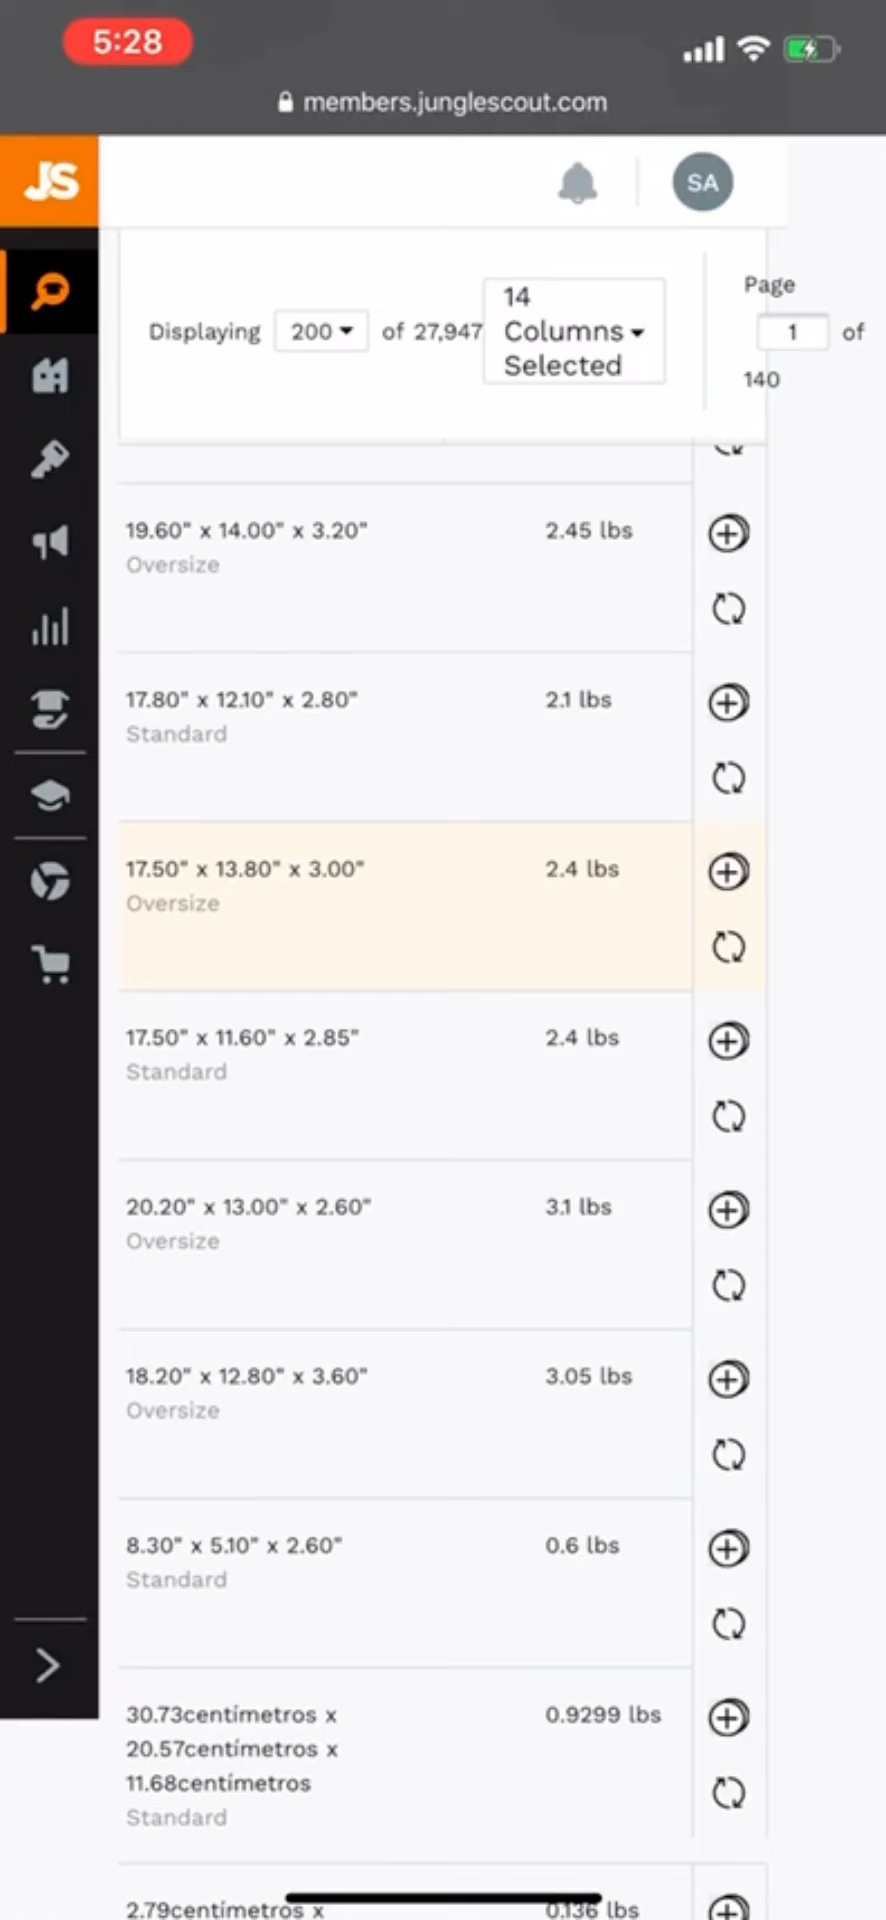 5:28
members.junglescout.com
JS
SA
Displaying 200 of 27,947
14 Columns Selected
Page
1 of
140
19.60" x 14.00" x 3.20" 2.45 lbs
Oversize
17.80" x 12.10" x 2.80" 2.1 lbs
Standard
17.50" x 13.80" x 3.00" 2.4 lbs
Oversize
17.50" x 11.60" x 2.85" 2.4 lbs
Standard
20.20" x 13.00" x 2.60" 3.1 lbs
Oversize
18.20" x 12.80" x 3.60" 3.05 lbs
Oversize
8.30" x 5.10" x 2.60" 0.6 lbs
Standard
30.73centímetros x 0.9299 lbs
20.57centímetros x
11.68centímetros
Standard
2.79centímetros x 0.136 lbs